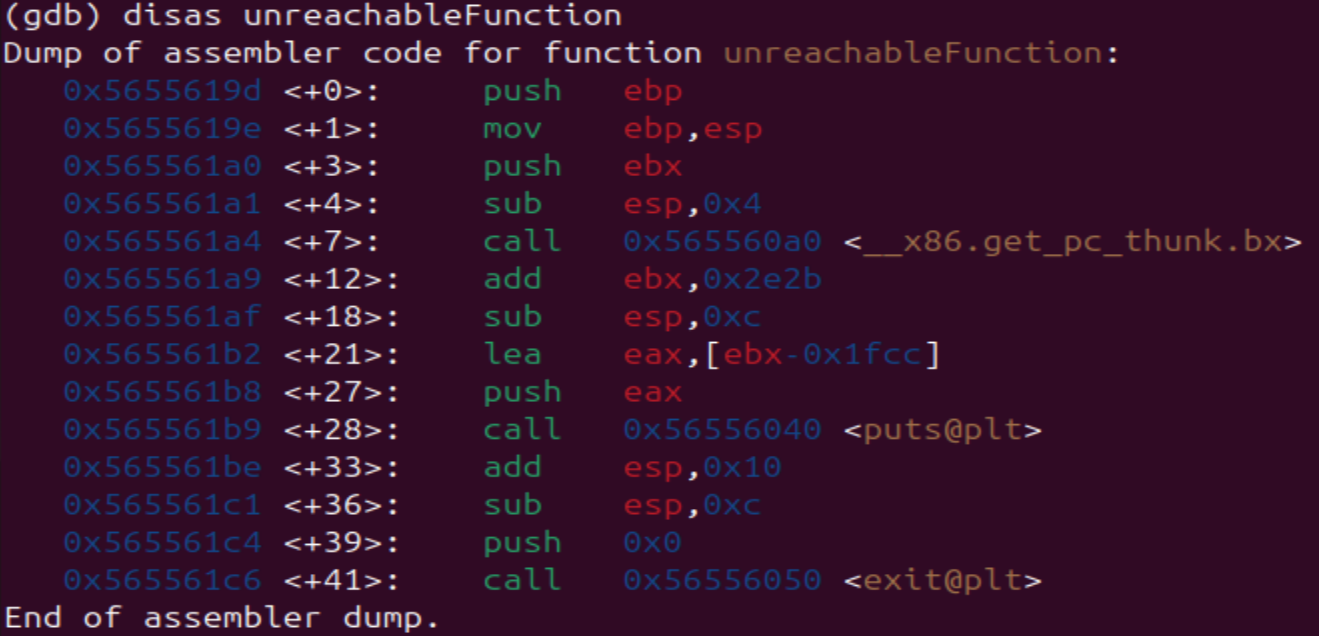 (gdb) disas unreachableFunction
Dump of assembler code for function unreachableFunction:
   0x5655619d <+0>:     push   ebp
   0x5655619e <+1>:     mov    ebp,esp
   0x565561a0 <+3>:     push   ebx
   0x565561a1 <+4>:     sub    esp,0x4
   0x565561a4 <+7>:     call   0x565560a0 <__x86.get_pc_thunk.bx>
   0x565561a9 <+12>:    add    ebx,0x2e2b
   0x565561af <+18>:    sub    esp,0xc
   0x565561b2 <+21>:    lea    eax,[ebx-0x1fcc]
   0x565561b8 <+27>:    push   eax
   0x565561b9 <+28>:    call   0x56556040 <puts@plt>
   0x565561be <+33>:    add    esp,0x10
   0x565561c1 <+36>:    sub    esp,0xc
   0x565561c4 <+39>:    push   0x0
   0x565561c6 <+41>:    call   0x56556050 <exit@plt>
End of assembler dump.